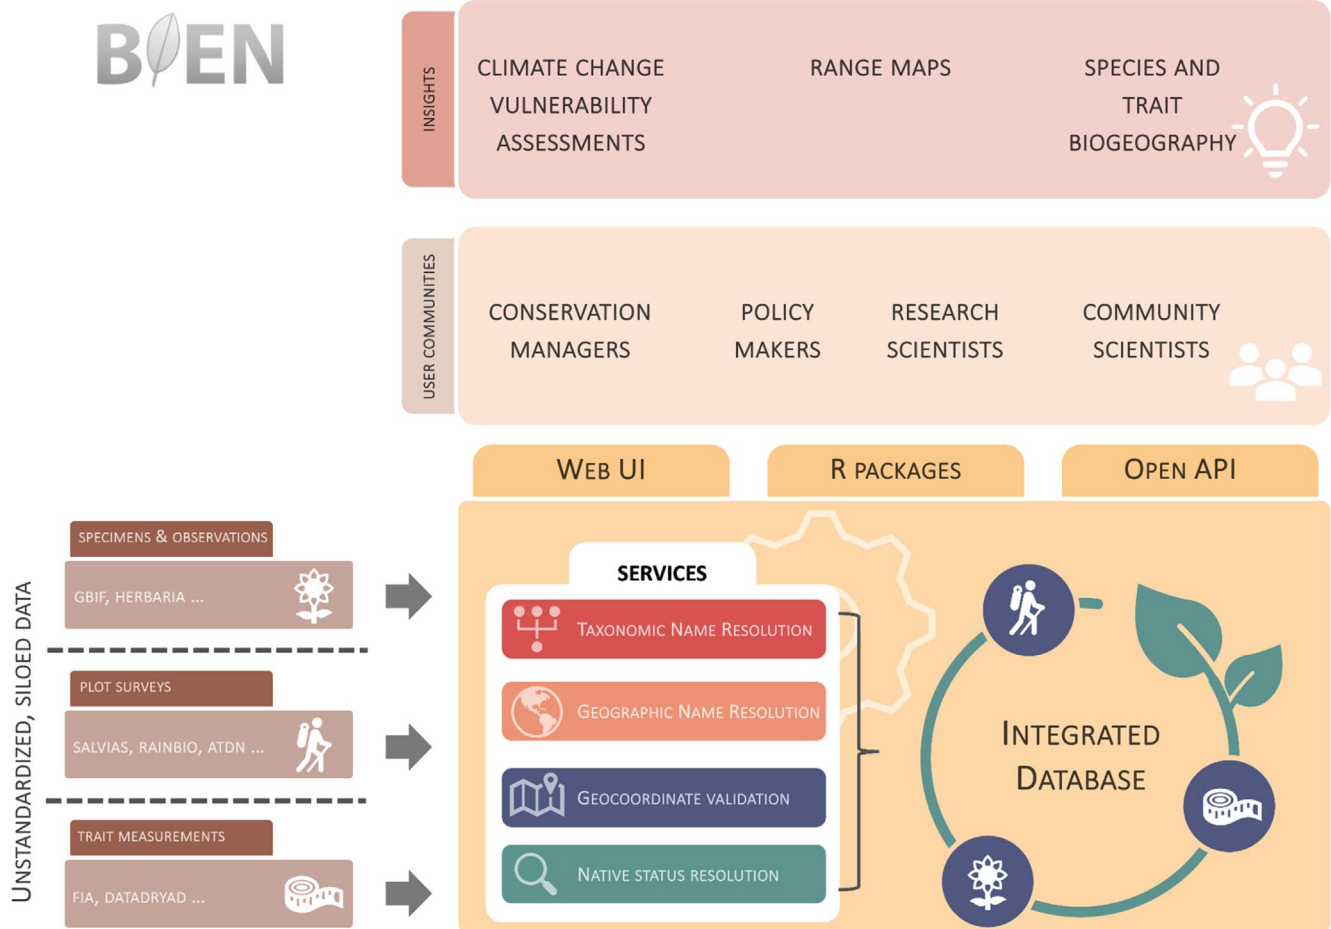 BIEN
INSIGHTS
CLIMATE CHANGE
VULNERABILITY
ASSESSMENTS
RANGE MAPS
SPECIES AND
TRAIT
BIOGEOGRAPHY
USER COMMUNITIES
CONSERVATION
MANAGERS
POLICY
MAKERS
RESEARCH
SCIENTISTS
COMMUNITY
SCIENTISTS
WEB UI
R PACKAGES
OPEN API
UNSTANDARDIZED, SILOED DATA
SPECIMENS & OBSERVATIONS
GBIF, HERBARIA ...
PLOT SURVEYS
SALVIAS, RAINBIO, ATDN ...
TRAIT MEASUREMENTS
FIA, DATADRYAD ...
SERVICES
TAXONOMIC NAME RESOLUTION
GEOGRAPHIC NAME RESOLUTION
GEOCOORDINATE VALIDATION
NATIVE STATUS RESOLUTION
INTEGRATED
DATABASE